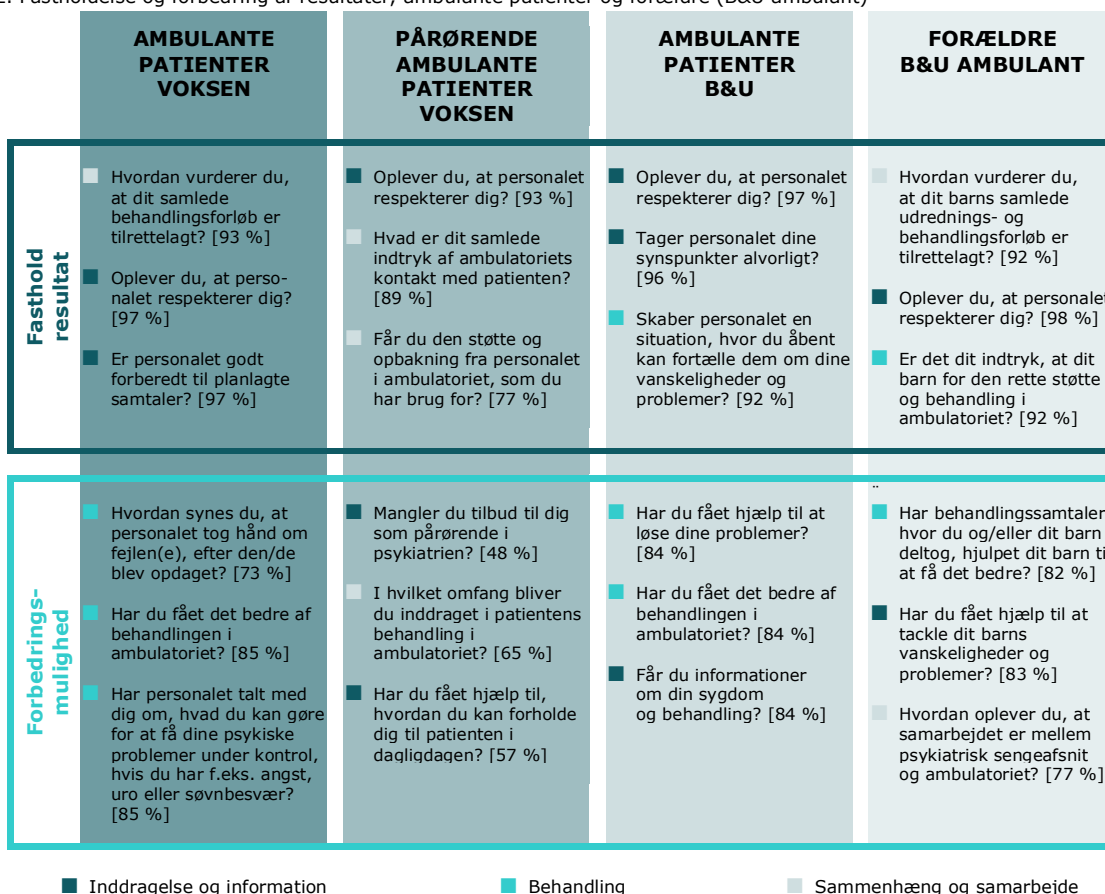 2. Fastholdelse og forbedring af resultater, ambulante patienter og forældre (B&U ambulant)
AMBULANTE
PATIENTER
VOKSEN
PÅRØRENDE
AMBULANTE
PATIENTER
VOKSEN
AMBULANTE
PATIENTER
B&U
FORÆLDRE
B&U AMBULANT
Fasthold
resultat
Hvordan vurderer du,
at dit samlede
behandlingsforløb er
tilrettelagt? [93 %]
Oplever du, at perso-
nalet respekterer dig?
[97 %]
Er personalet godt
forberedt til planlagte
samtaler? [97 %]
Oplever du, at personalet
respekterer dig? [93 %]
Hvad er dit samlede
indtryk af ambulatoriets
kontakt med patienten?
[89 %]
Får du den støtte og
opbakning fra personalet
i ambulatoriet, som du
har brug for? [77 %]
Oplever du, at personalet
respekterer dig? [97 %]
Tager personalet dine
synspunkter alvorligt?
[96 %]
Skaber personalet en
situation, hvor du åbent
kan fortælle dem om dine
vanskeligheder og
problemer? [92 %]
Hvordan vurderer du,
at dit barns samlede
udrednings- og
behandlingsforløb er
tilrettelagt? [92 %]
Oplever du, at personalet
respekterer dig? [98 %]
Er det dit indtryk, at dit
barn for den rette støtte
og behandling i
ambulatoriet? [92 %]
Forbedrings-
mulighed
Hvordan synes du, at
personalet tog hånd om
fejlen(e), efter den/de
blev opdaget? [73 %]
Har du fået det bedre af
behandlingen i
ambulatoriet? [85 %]
Har personalet talt med
dig om, hvad du kan gøre
for at få dine psykiske
problemer under kontrol,
hvis du har f.eks. angst,
uro eller søvnbesvær?
[85 %]
Mangler du tilbud til dig
som pårørende i
psykiatrien? [48 %]
I hvilket omfang bliver
du inddraget i patientens
behandling i
ambulatoriet? [65 %]
Har du fået hjælp til,
hvordan du kan forholde
dig til patienten i
dagligdagen? [57 %]
Har du fået hjælp til at
løse dine problemer?
[84 %]
Har du fået det bedre af
behandlingen i
ambulatoriet? [84 %]
Får du informationer
om din sygdom
og behandling? [84 %]
Har behandlingssamtaler,
hvor du og/eller dit barn
deltog, hjulpet dit barn ti
at få det bedre? [82 %]
Har du fået hjælp til at
tackle dit barns
vanskeligheder og
problemer? [83 %]
Hvordan oplever du, at
samarbejdet er mellem
psykiatrisk sengeafsnit
og ambulatoriet? [77 %]
Inddragelse og information
Behandling
Sammenhæng og samarbejde